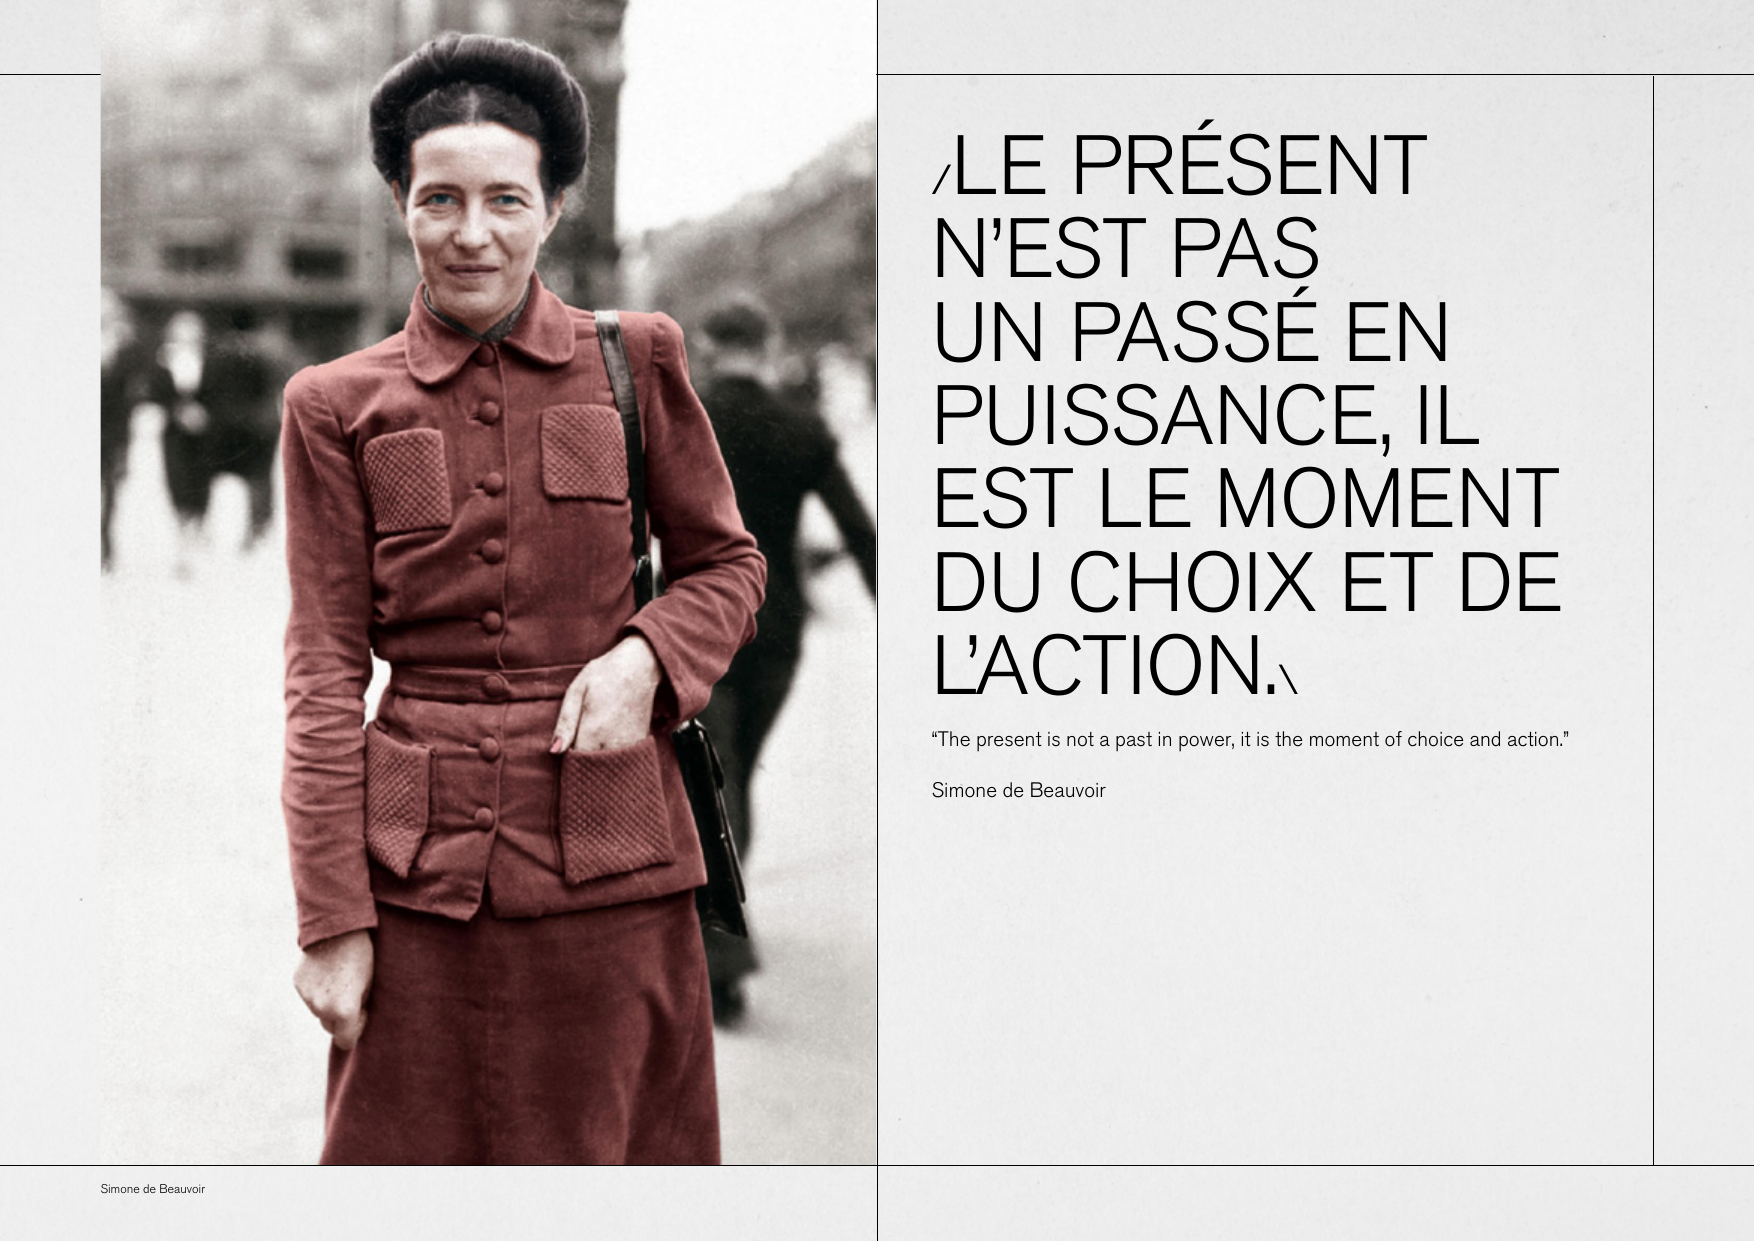 /LE PRÉSENT
N’EST PAS
UN PASSÉ EN
PUISSANCE, IL
EST LE MOMENT
DU CHOIX ET DE
L’ACTION.\
“The present is not a past in power, it is the moment of choice and action.”
Simone de Beauvoir
Simone de Beauvoir